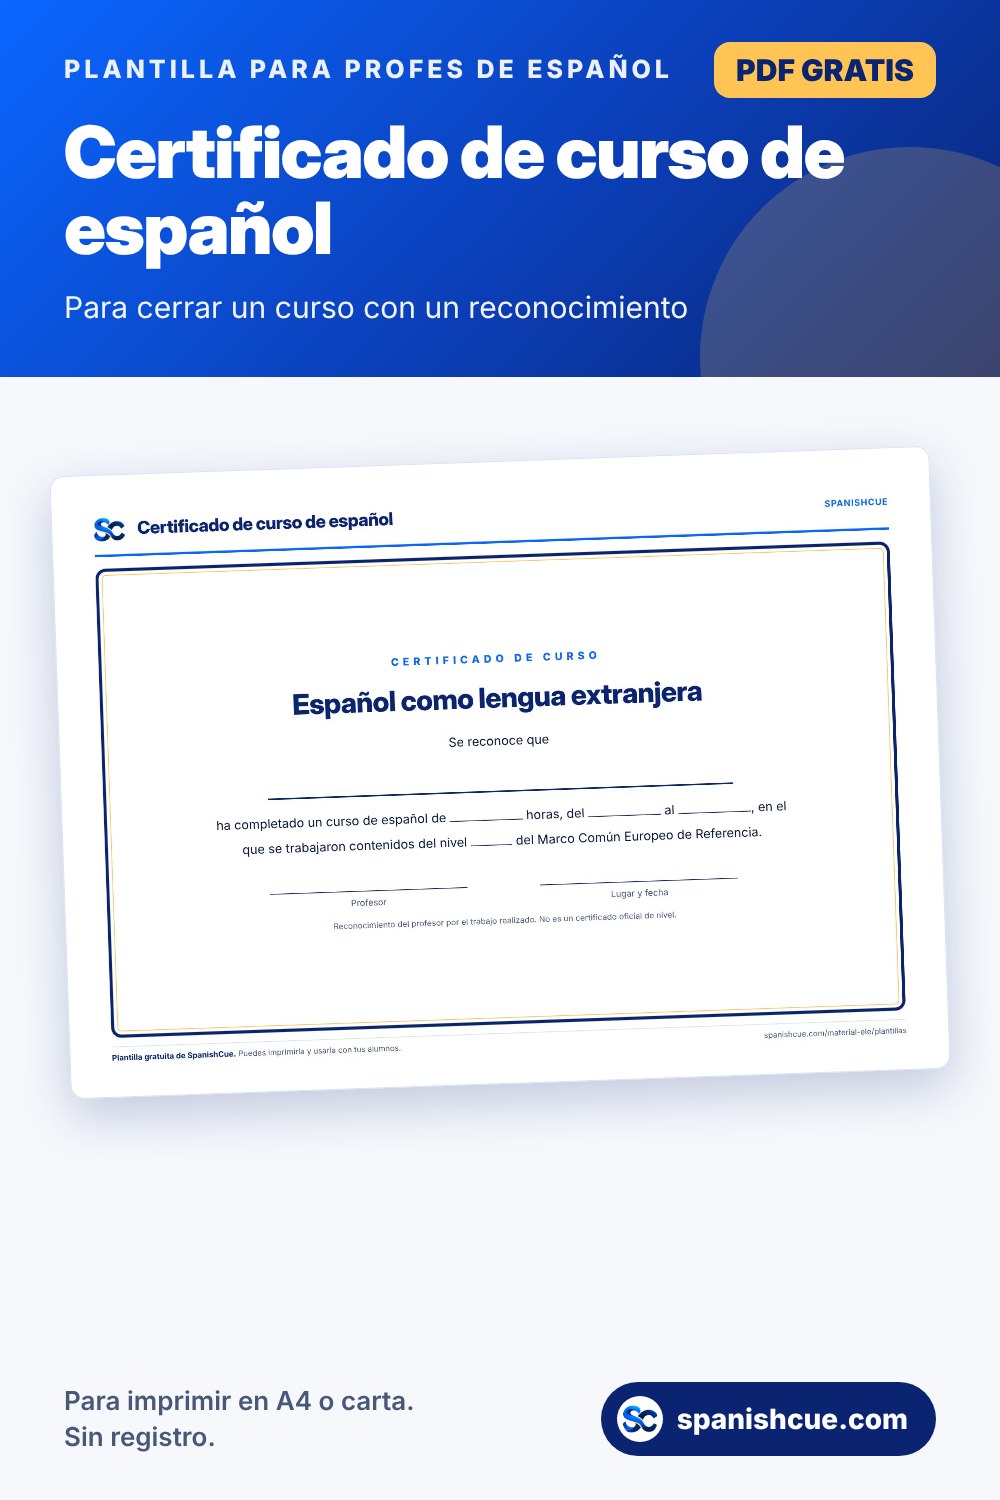 PLANTILLA PARA PROFES DE ESPAÑOL
PDF GRATIS
Certificado de curso de
español
Para cerrar un curso con un reconocimiento
SC Certificado de curso de español
SPANISHCUE
CERTIFICADO DE CURSO
Español como lengua extranjera
Se reconoce que
ha completado un curso de español de ________ horas, del ________ al ________, en el
que se trabajaron contenidos del nivel _____ del Marco Común Europeo de Referencia.
Profesor
Lugar y fecha
Reconocimiento del profesor por el trabajo realizado. No es un certificado oficial de nivel.
Plantilla gratuita de SpanishCue. Puedes imprimirla y usarla con tus alumnos.
spanishcue.com/material-ele/plantillas
Para imprimir en A4 o carta.
Sin registro.
SC spanishcue.com